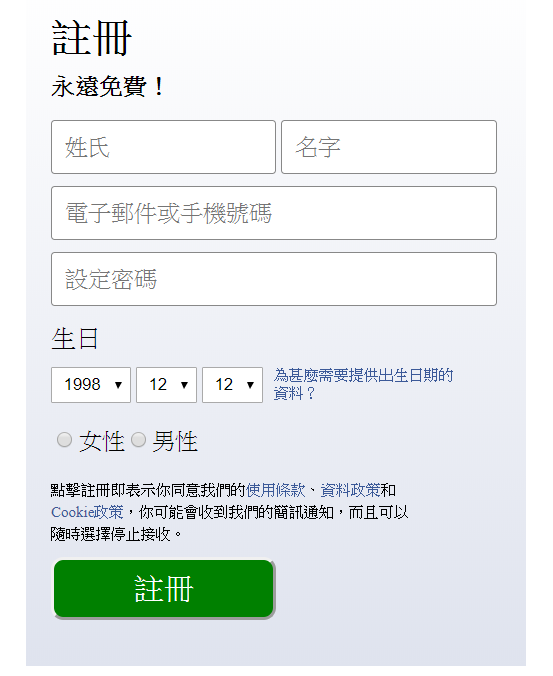 註冊
永遠免費！
姓氏 名字
電子郵件或手機號碼
設定密碼
生日
1998 12 12 為甚麼需要提供出生日期的
資料？
女性 男性
點擊註冊即表示你同意我們的使用條款、資料政策和
Cookie政策，你可能會收到我們的簡訊通知，而且可以
隨時選擇停止接收。
註冊